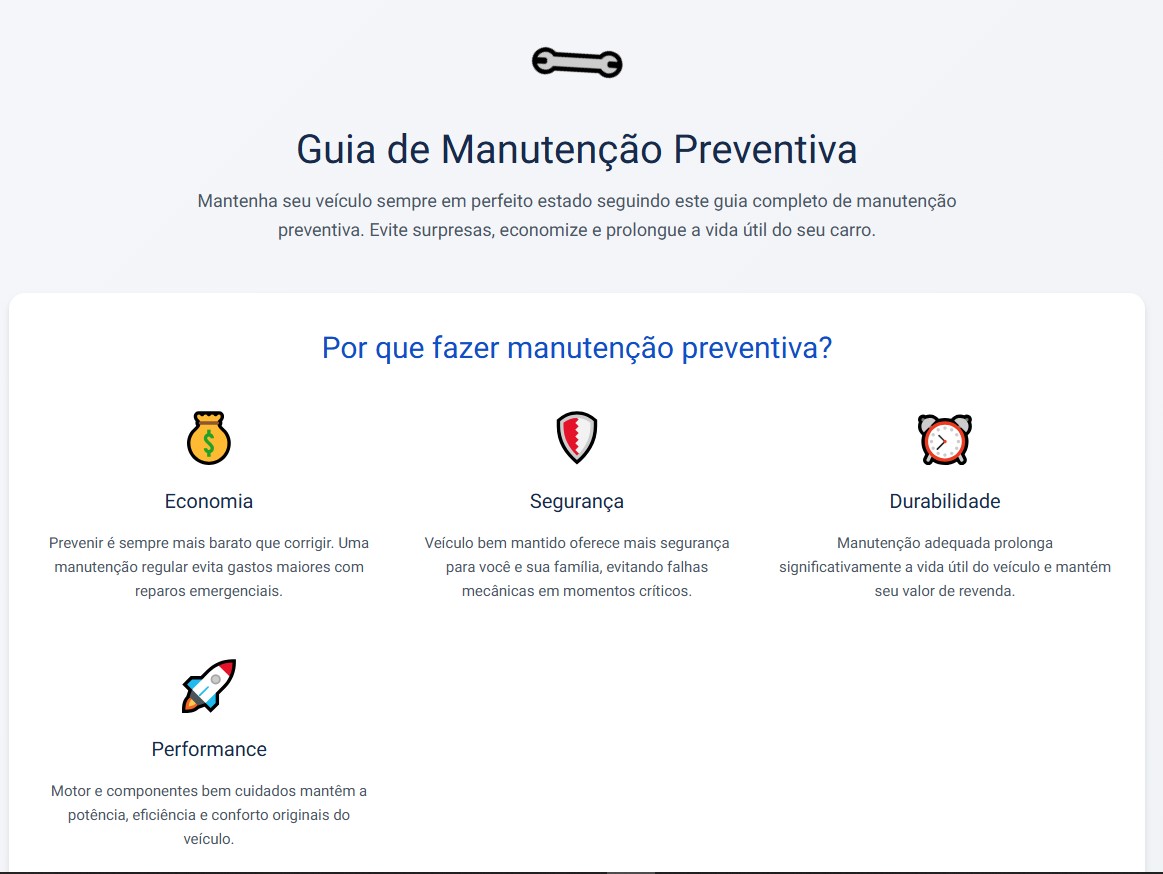 Guia de Manutenção Preventiva
Mantenha seu veículo sempre em perfeito estado seguindo este guia completo de manutenção
preventiva. Evite surpresas, economize e prolongue a vida útil do seu carro.
Por que fazer manutenção preventiva?
Economia
Prevenir é sempre mais barato que corrigir. Uma
manutenção regular evita gastos maiores com
reparos emergenciais.
Segurança
Veículo bem mantido oferece mais segurança
para você e sua família, evitando falhas
mecânicas em momentos críticos.
Durabilidade
Manutenção adequada prolonga
significativamente a vida útil do veículo e mantém
seu valor de revenda.
Performance
Motor e componentes bem cuidados mantêm a
potência, eficiência e conforto originais do
veículo.